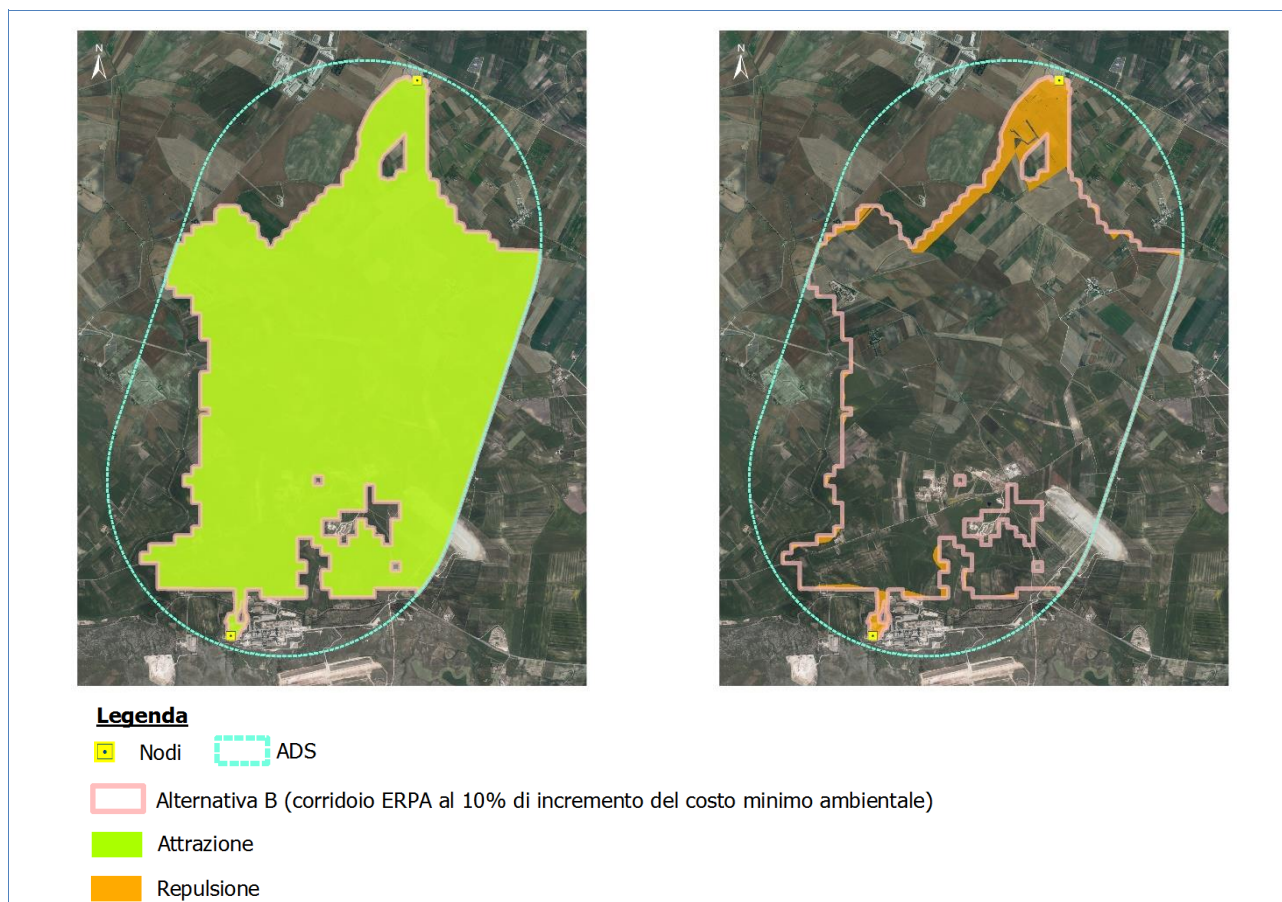 N
N
Legenda
Nodi
ADS
Alternativa B (corridoio ERPA al 10% di incremento del costo minimo ambientale)
Attrazione
Repulsione